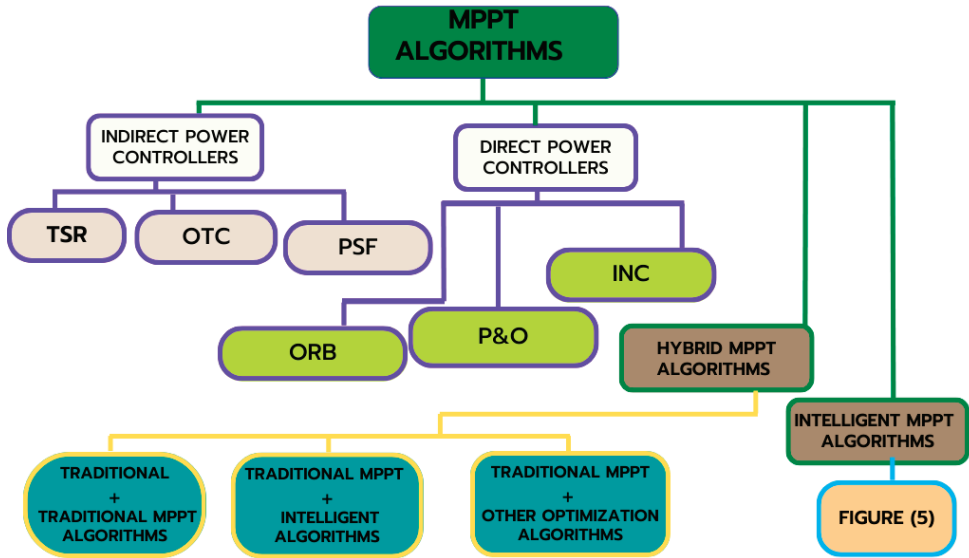 MPPT
ALGORITHMS
INDIRECT POWER
CONTROLLERS
DIRECT POWER
CONTROLLERS
TSR
OTC
PSF
INC
ORB
P&O
HYBRID MPPT
ALGORITHMS
INTELLIGENT MPPT
ALGORITHMS
TRADITIONAL
+
TRADITIONAL MPPT
ALGORITHMS
TRADITIONAL MPPT
+
INTELLIGENT
ALGORITHMS
TRADITIONAL MPPT
+
OTHER OPTIMIZATION
ALGORITHMS
FIGURE (5)